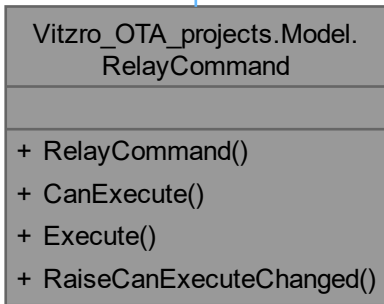 Vitzro_OTA_projects.Model.
RelayCommand
+ RelayCommand()
+ CanExecute()
+ Execute()
+ RaiseCanExecuteChanged()